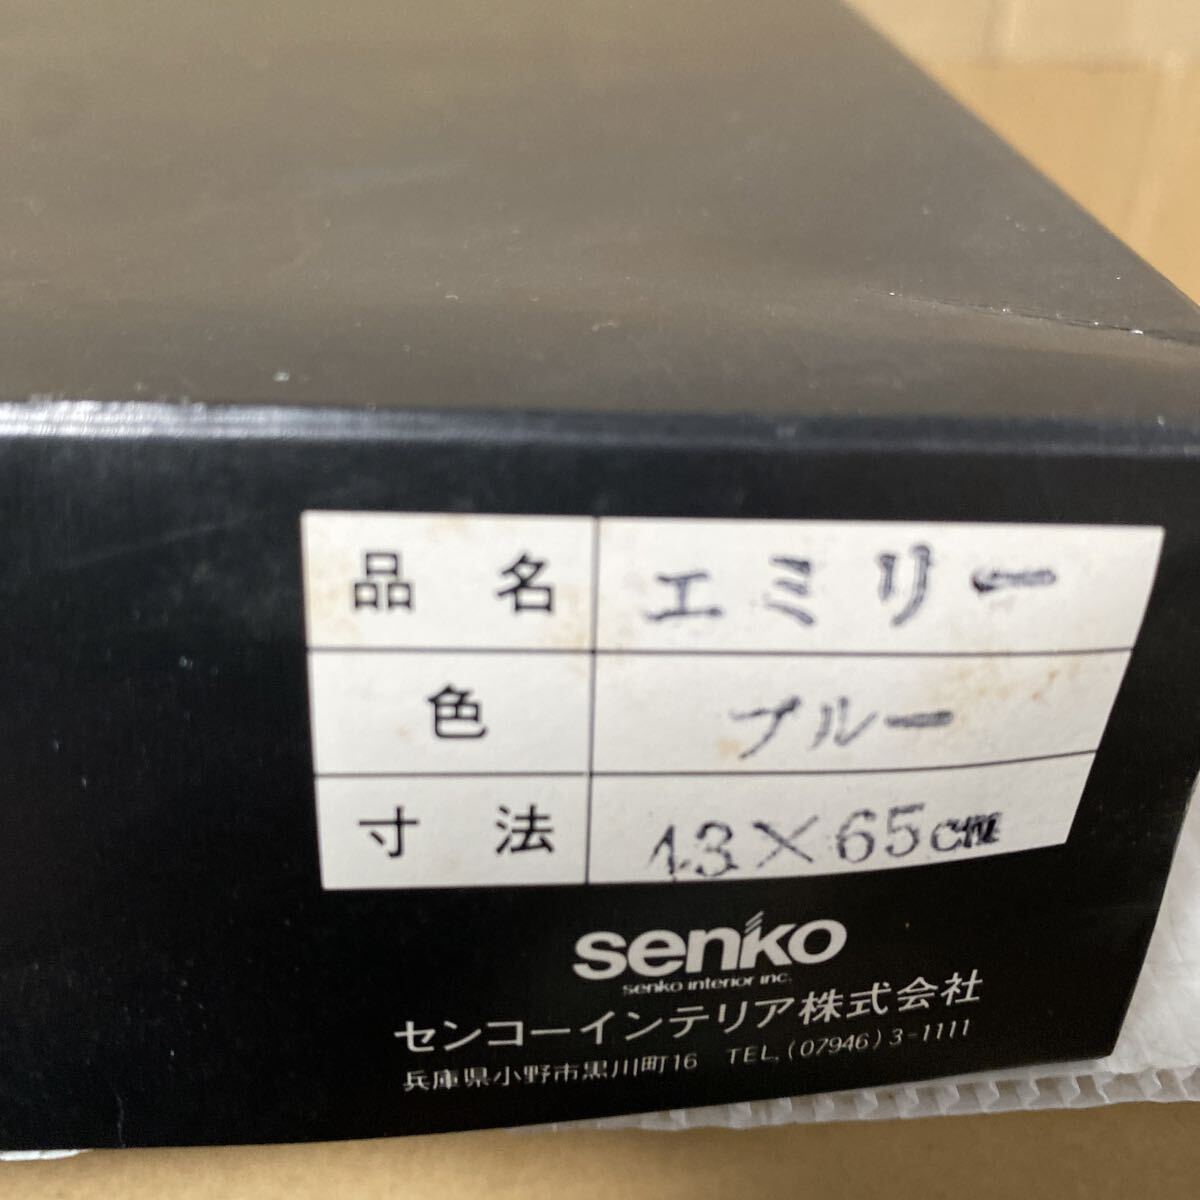 品名 エミリー
色 ブルー
寸法 43×65cm
senko
senko interior inc.
センコーインテリア株式会社
兵庫県小野市黒川町16 TEL,(07946)3-1111